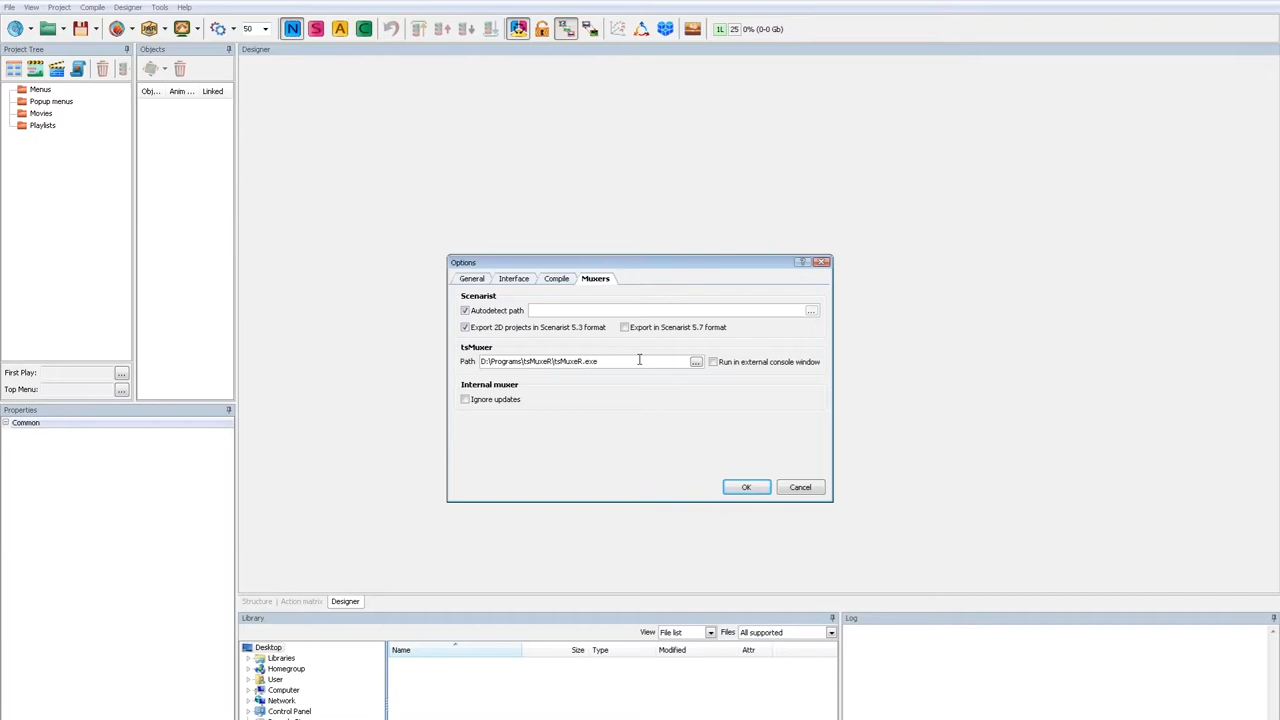 File View Project Compile Designer Tools Help
50 N S A C 1L 25 0% (0-0 Gb)
Project Tree Objects Designer
Obj... Anim ... Linked
Menus
Popup menus
Movies
Playlists
Options
General Interface Compile Muxers
Scenarist
Autodetect path ...
Export 2D projects in Scenarist 5.3 format Export in Scenarist 5.7 format
tsMuxer
Path D:\Programs\tsMuxeR\tsMuxeR.exe ... Run in external console window
Internal muxer
Ignore updates
OK Cancel
First Play: ...
Top Menu: ...
Properties
Common
Structure Action matrix Designer
Library Log
View File list Files All supported
Name Size Type Modified Attr
Desktop
Libraries
Homegroup
User
Computer
Network
Control Panel